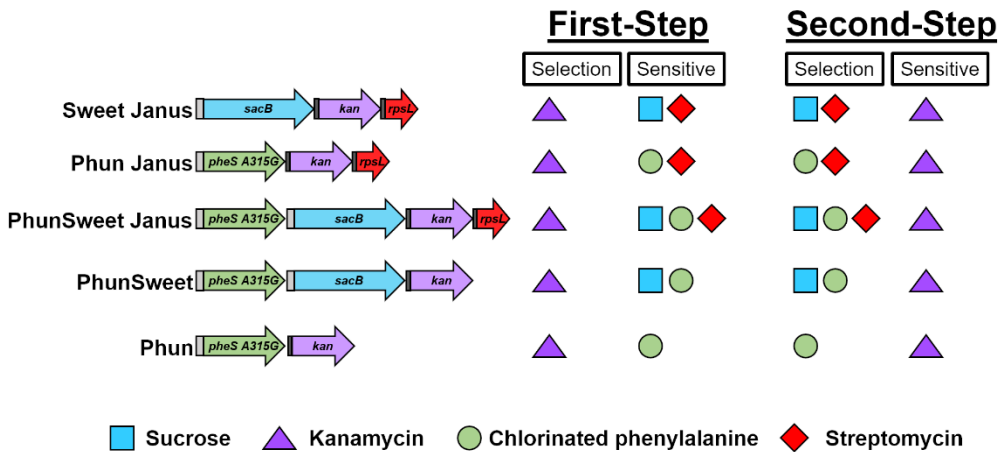 First-Step Second-Step
Selection Sensitive Selection Sensitive
Sweet Janus sacB kan rpsL
Phun Janus pheS A315G kan rpsL
PhunSweet Janus pheS A315G sacB kan rpsL
PhunSweet pheS A315G sacB kan
Phun pheS A315G kan
Sucrose Kanamycin Chlorinated phenylalanine Streptomycin